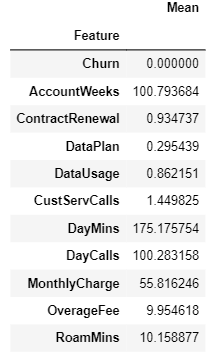 Mean
Feature
Churn 0.000000
AccountWeeks 100.793684
ContractRenewal 0.934737
DataPlan 0.295439
DataUsage 0.862151
CustServCalls 1.449825
DayMins 175.175754
DayCalls 100.283158
MonthlyCharge 55.816246
OverageFee 9.954618
RoamMins 10.158877